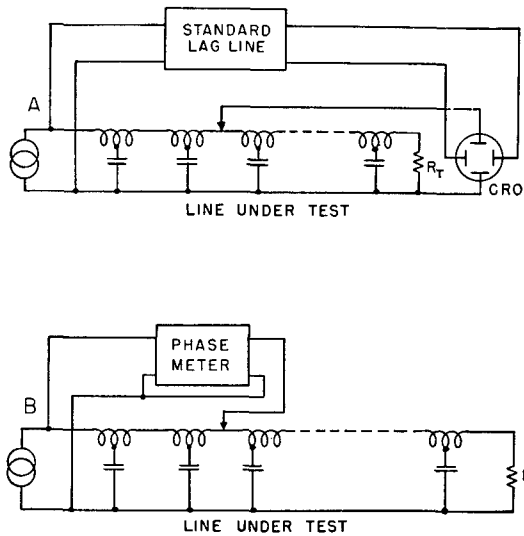 STANDARD
LAG LINE
A
R_T
CRO
LINE UNDER TEST
PHASE
METER
B
LINE UNDER TEST